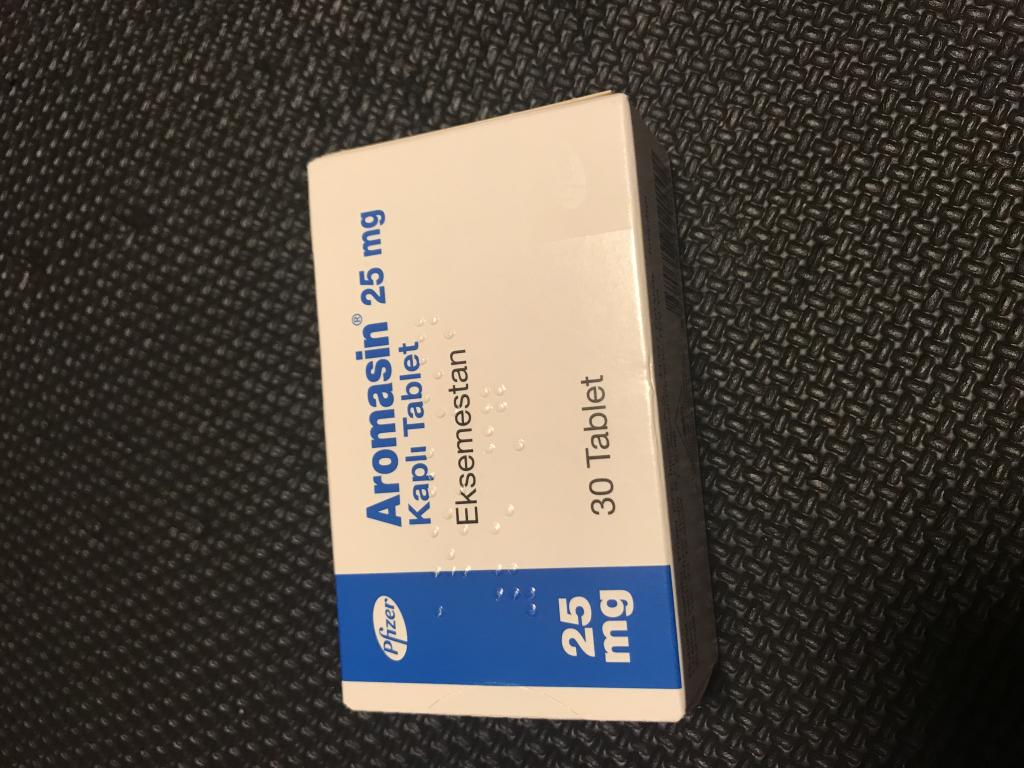 Aromasin® 25 mg
Kaplı Tablet
Eksemestan
30 Tablet
Pfizer
25
mg